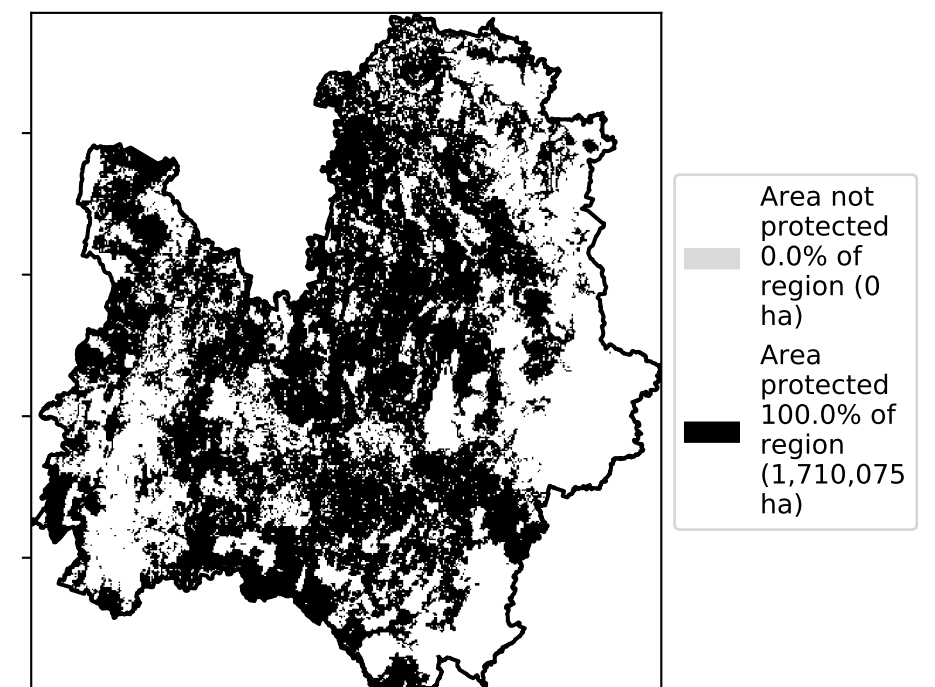 Area not
protected
0.0% of
region (0
ha)
Area
protected
100.0% of
region
(1,710,075
ha)